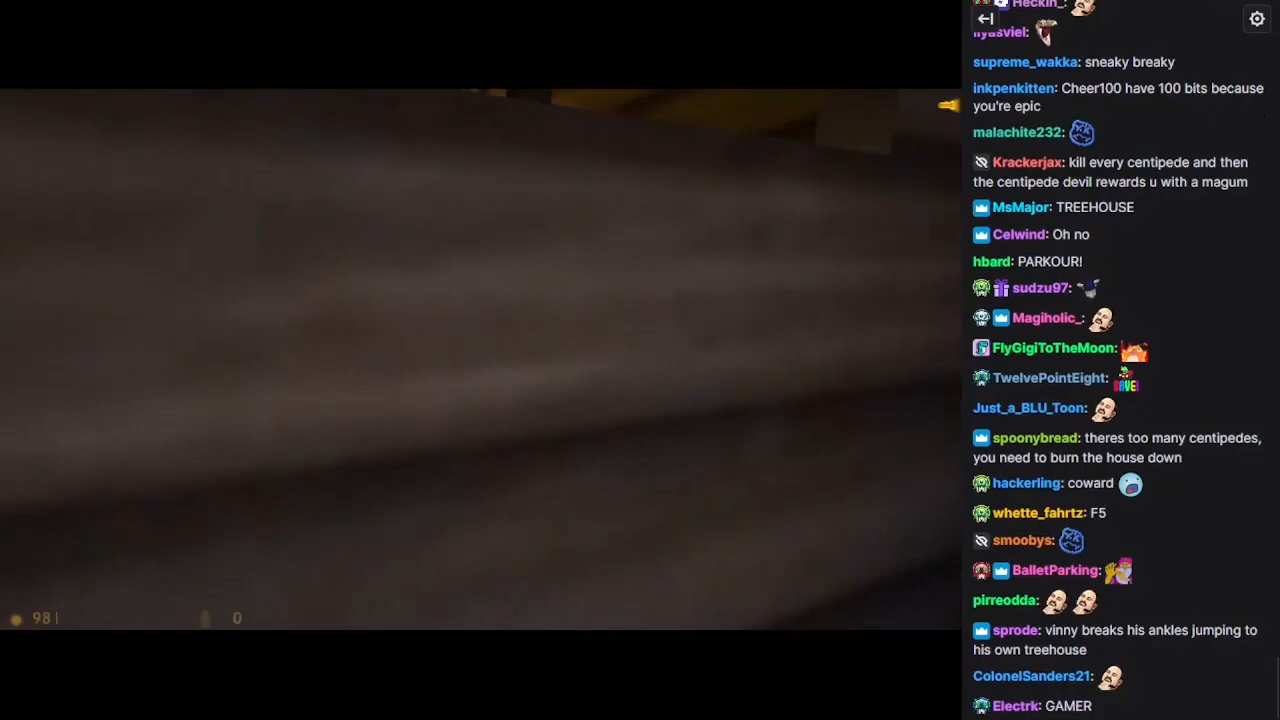 Heckin_:
ilyasviel:
supreme_wakka: sneaky breaky
inkpenkitten: Cheer100 have 100 bits because
you're epic
malachite232:
Krackerjax: kill every centipede and then
the centipede devil rewards u with a magum
MsMajor: TREEHOUSE
Celwind: Oh no
hbard: PARKOUR!
sudzu97:
Magiholic_:
FlyGigiToTheMoon:
TwelvePointEight:
Just_a_BLU_Toon:
spoonybread: theres too many centipedes,
you need to burn the house down
hackerling: coward
whette_fahrtz: F5
smoobys:
BalletParking:
pirreodda:
sprode: vinny breaks his ankles jumping to
his own treehouse
ColonelSanders21:
Electrk: GAMER
98 0